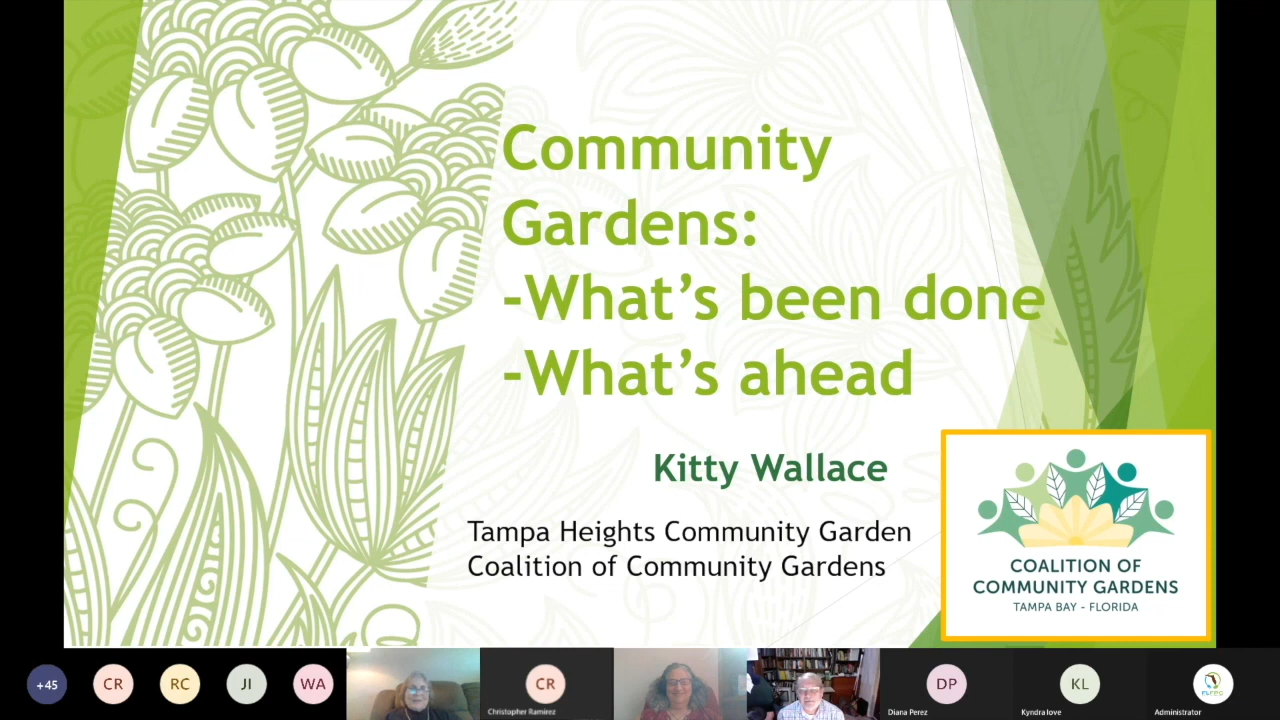 Community
Gardens:
-What's been done
-What's ahead
Kitty Wallace
Tampa Heights Community Garden
Coalition of Community Gardens
COALITION OF
COMMUNITY GARDENS
TAMPA BAY - FLORIDA
+45
CR
RC
JI
WA
CR
Christopher Ramirez
DP
Diana Perez
KL
Kyndra love
FLFPC
Administrator